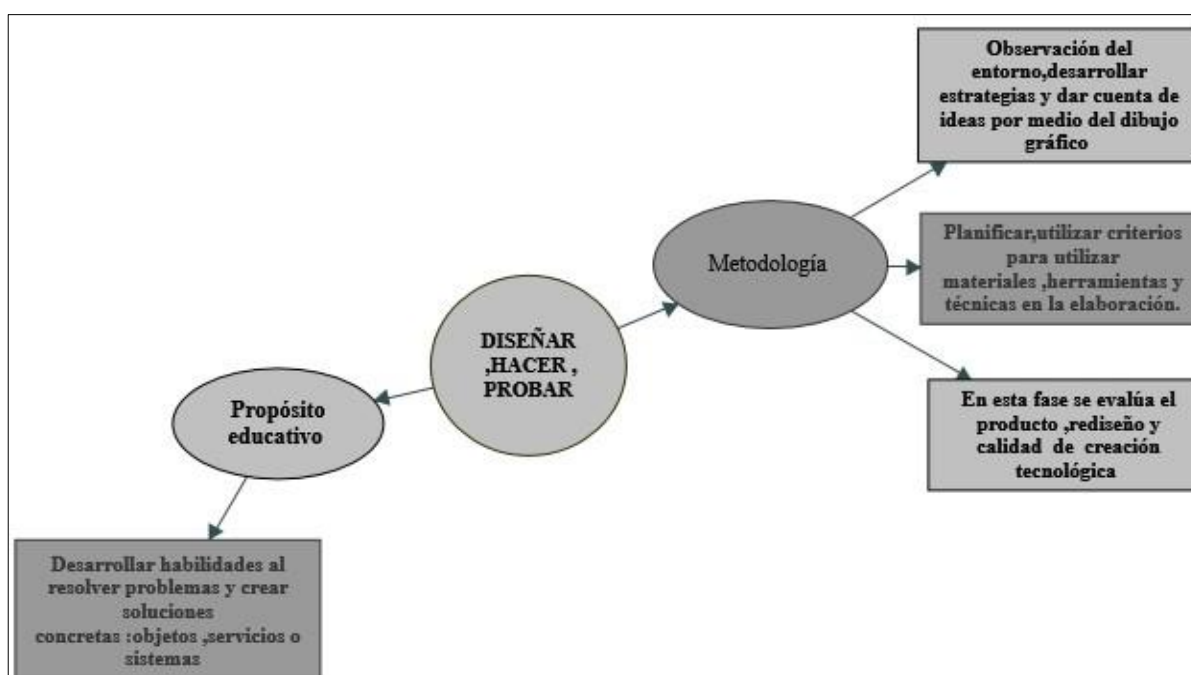 Observación del
entorno,desarrollar
estrategias y dar cuenta de
ideas por medio del dibujo
gráfico
Metodología
Planificar,utilizar criterios
para utilizar
materiales ,herramientas y
técnicas en la elaboración.
DISEÑAR
,HACER ,
PROBAR
Propósito
educativo
En esta fase se evalúa el
producto ,rediseño y
calidad de creación
tecnológica
Desarrollar habilidades al
resolver problemas y crear
soluciones
concretas :objetos ,servicios o
sistemas